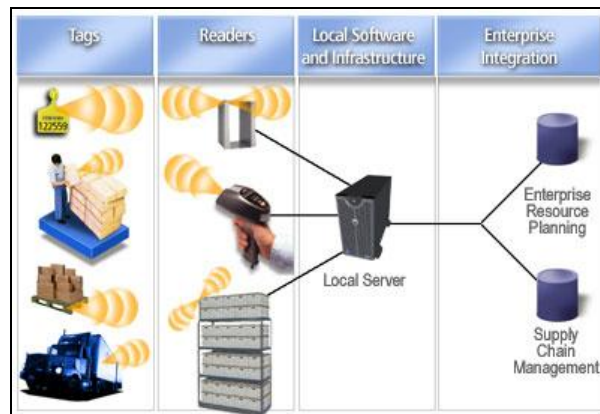 Tags
Readers
Local Software
and Infrastructure
Enterprise
Integration
122559
Local Server
Enterprise
Resource
Planning
Supply
Chain
Management